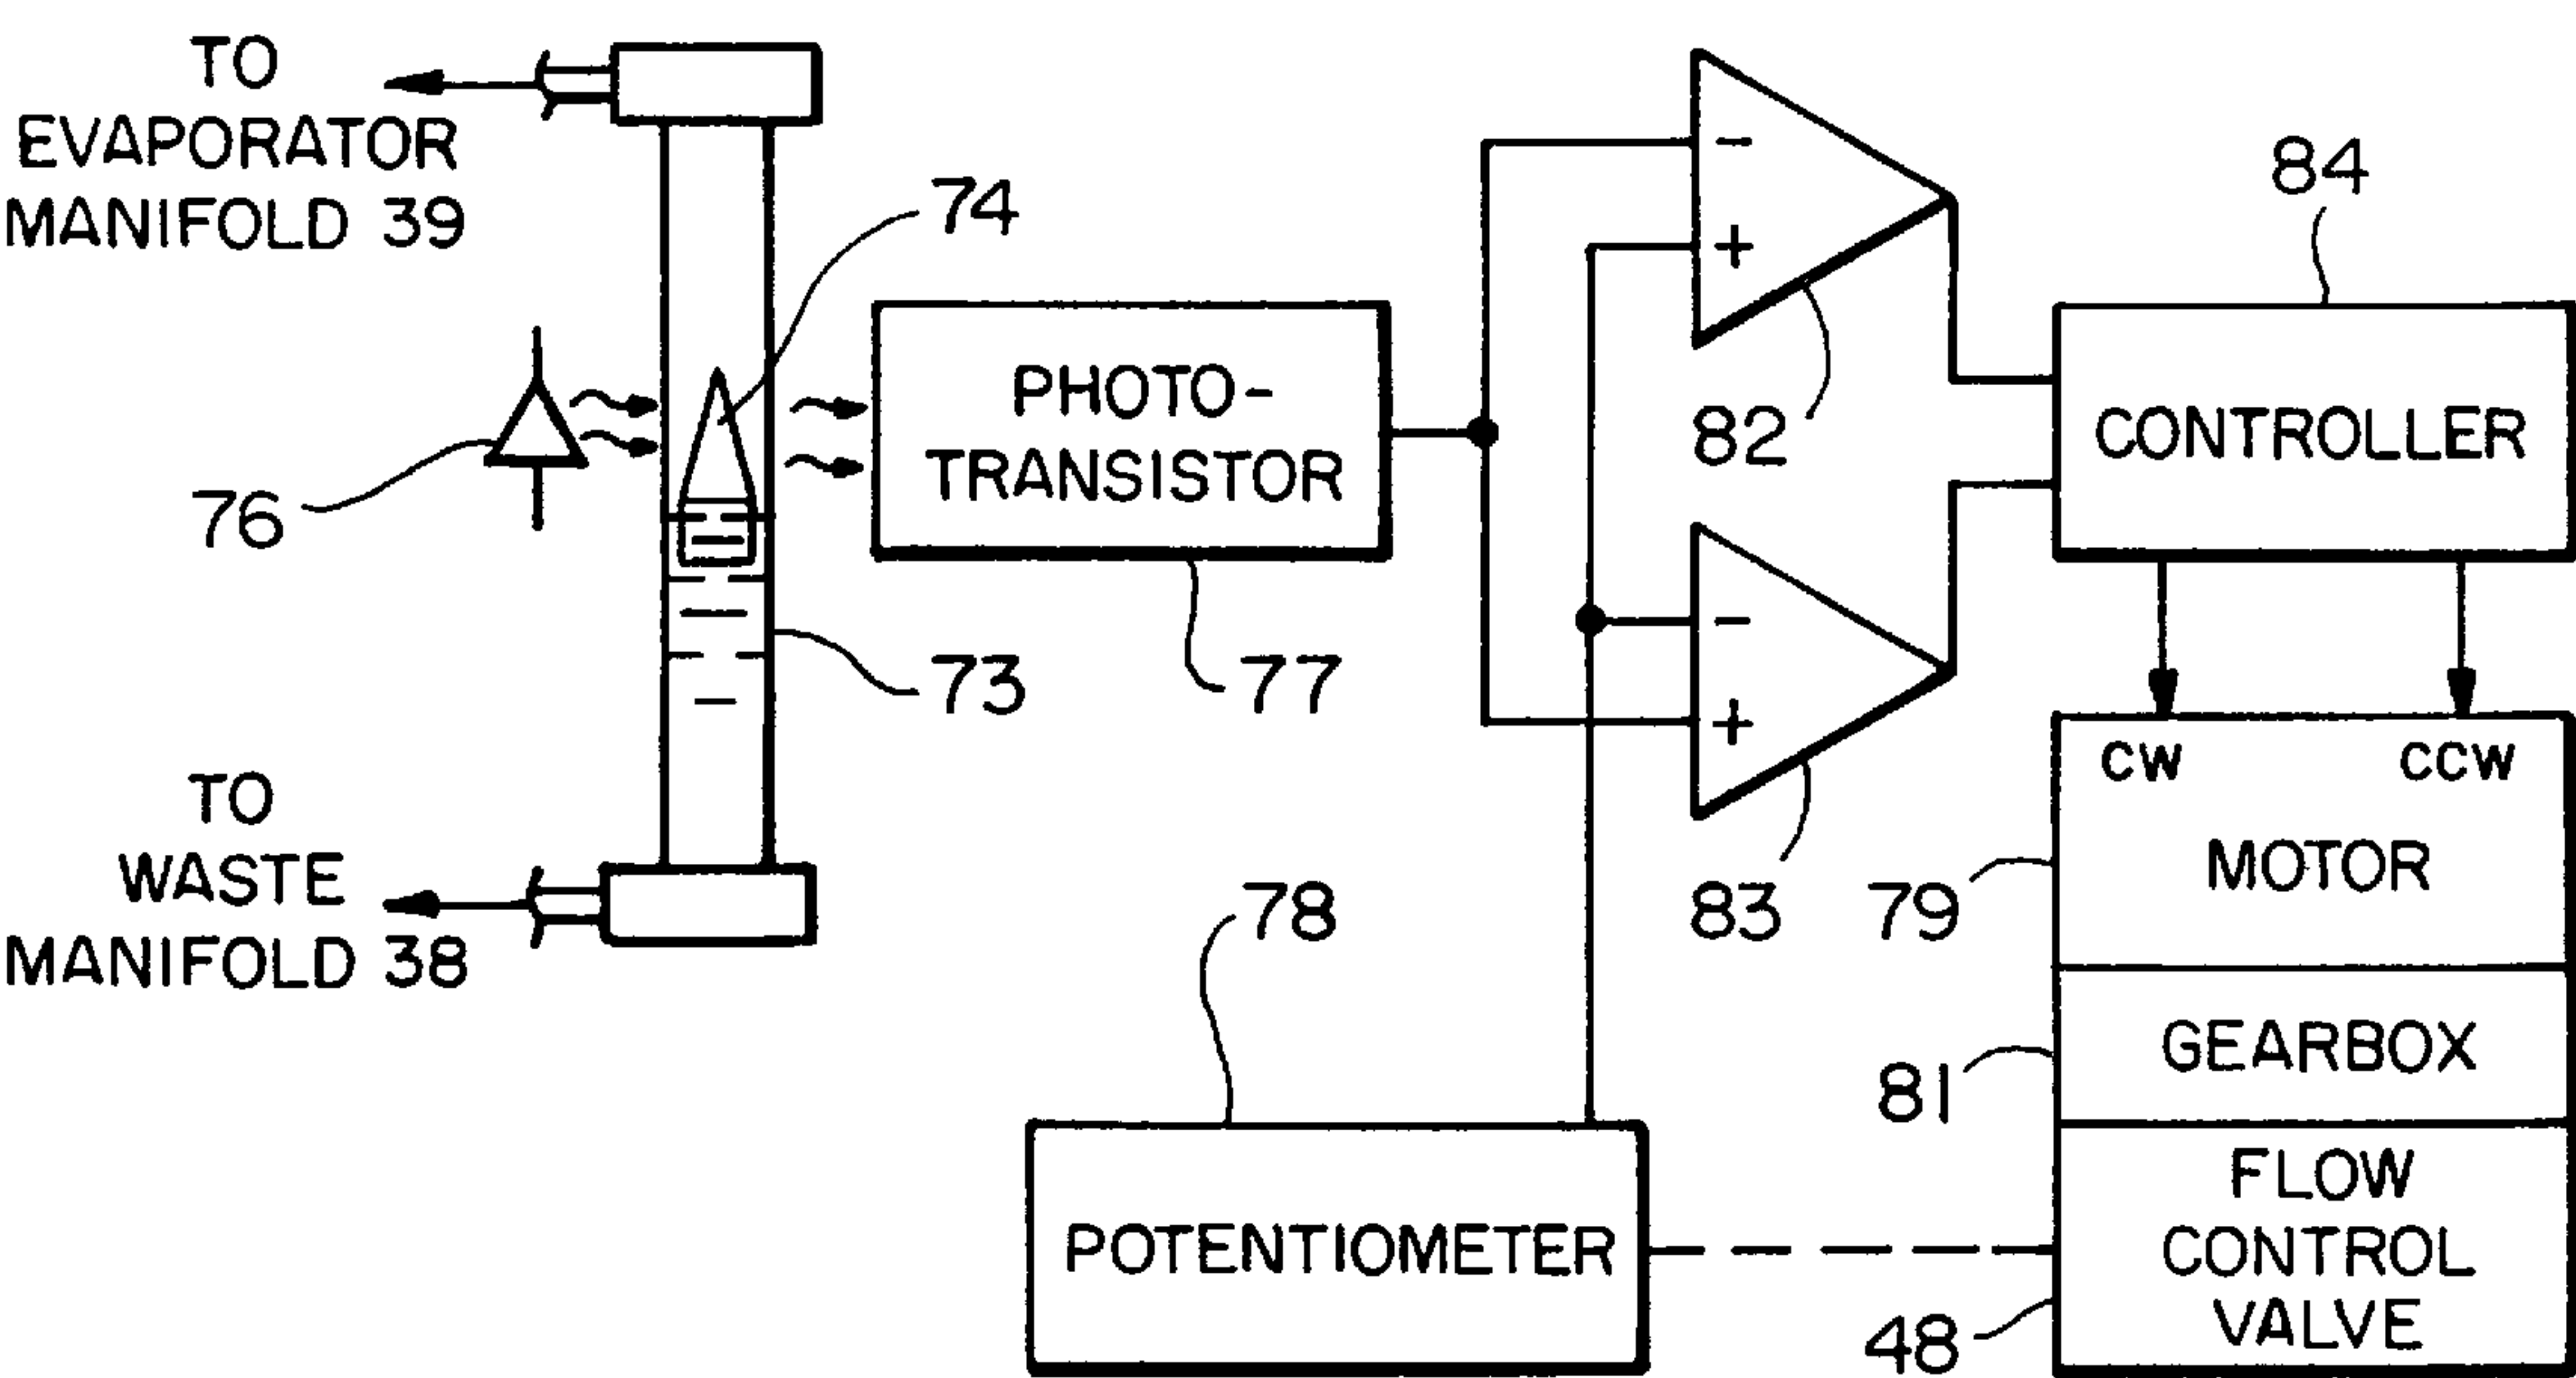 TO
EVAPORATOR
MANIFOLD 39
74
76
PHOTO-
TRANSISTOR
77
73
TO
WASTE
MANIFOLD 38
-
+
82
-
+
83
84
CONTROLLER
CW CCW
MOTOR
79
GEARBOX
81
FLOW
CONTROL
VALVE
48
78
POTENTIOMETER